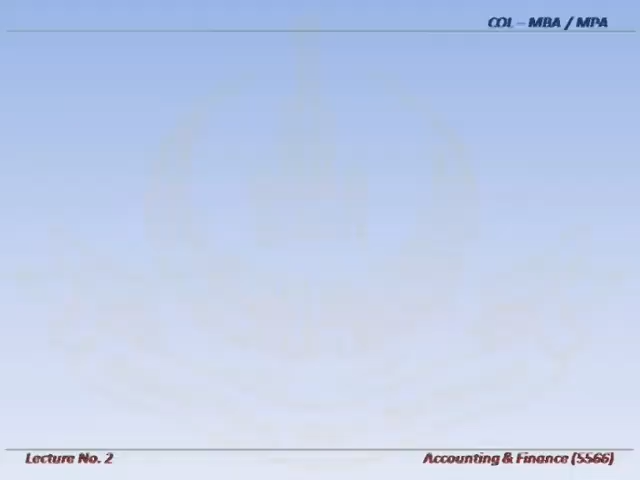 COL – MBA / MPA
Lecture No. 2
Accounting & Finance (5566)